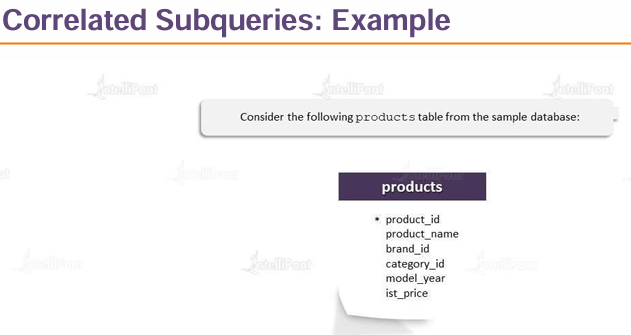 Correlated Subqueries: Example
Consider the following products table from the sample database:
products
* product_id
product_name
brand_id
category_id
model_year
ist_price